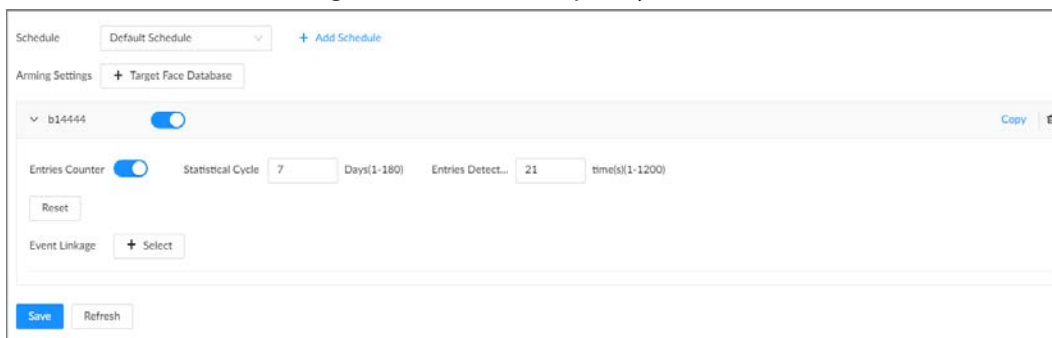 Schedule Default Schedule + Add Schedule
Arming Settings + Target Face Database
b14444 Copy
Entries Counter Statistical Cycle 7 Days(1-180) Entries Detect... 21 time(s)(1-1200)
Reset
Event Linkage + Select
Save Refresh